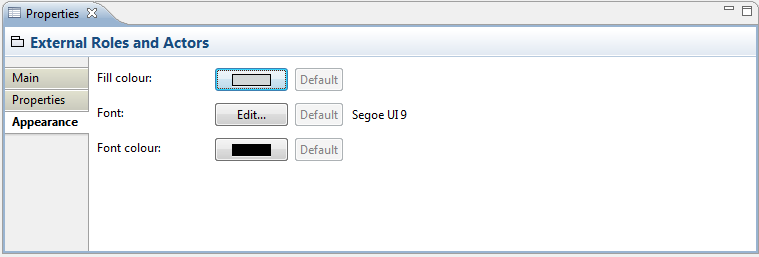 Properties
External Roles and Actors
Main
Properties
Appearance
Fill colour: Default
Font: Edit... Default Segoe UI 9
Font colour: Default